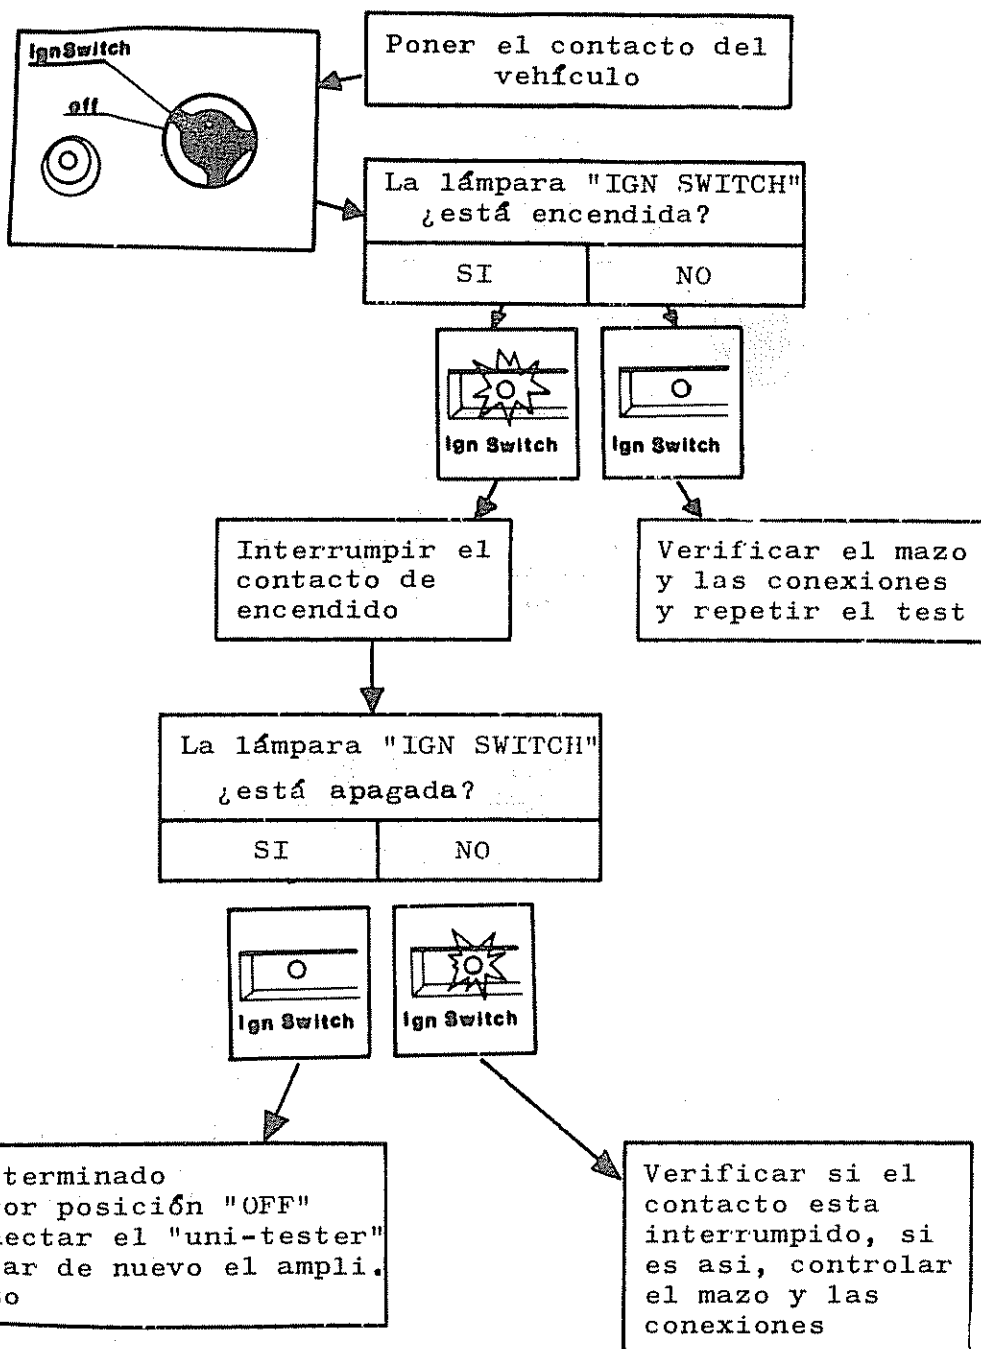 IgnSwitch
off
Poner el contacto del
vehículo
La lámpara "IGN SWITCH"
¿está encendida?
SI
NO
Ign Switch
Ign Switch
Interrumpir el
contacto de
encendido
Verificar el mazo
y las conexiones
y repetir el test
La lámpara "IGN SWITCH"
¿está apagada?
SI
NO
Ign Switch
Ign Switch
terminado
or posición "OFF"
ectar el "uni-tester"
ar de nuevo el ampli.
o
Verificar si el
contacto esta
interrumpido, si
es asi, controlar
el mazo y las
conexiones